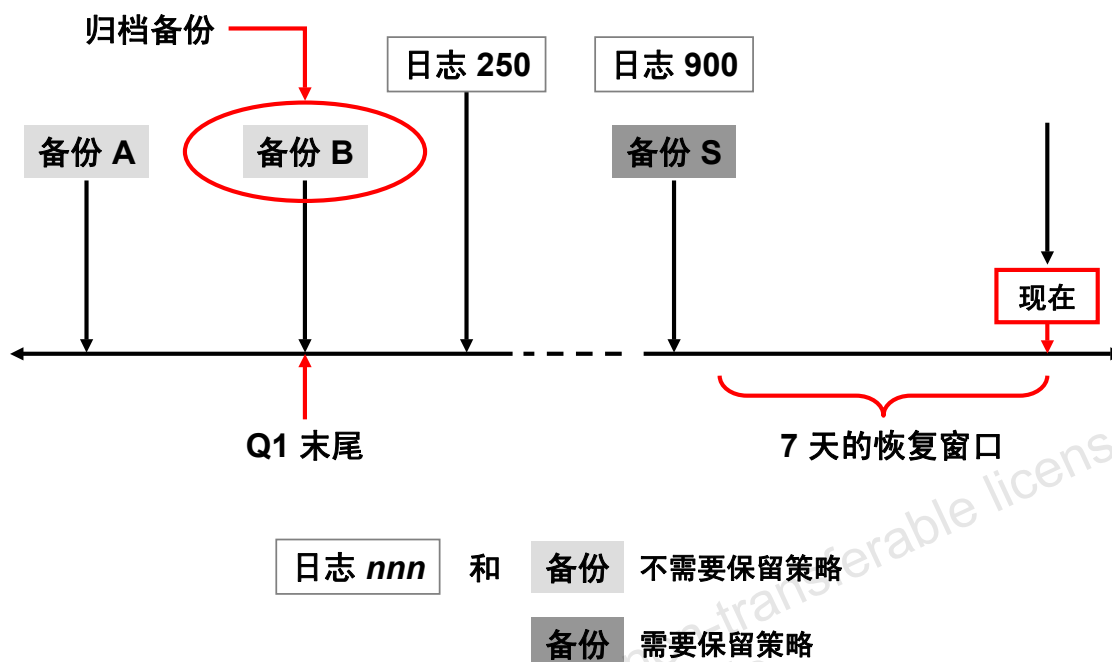 归档备份
日志 250
日志 900
备份 A
备份 B
备份 S
现在
Q1 末尾
7 天的恢复窗口
日志 nnn 和 备份 不需要保留策略
备份 需要保留策略
-transferable licens